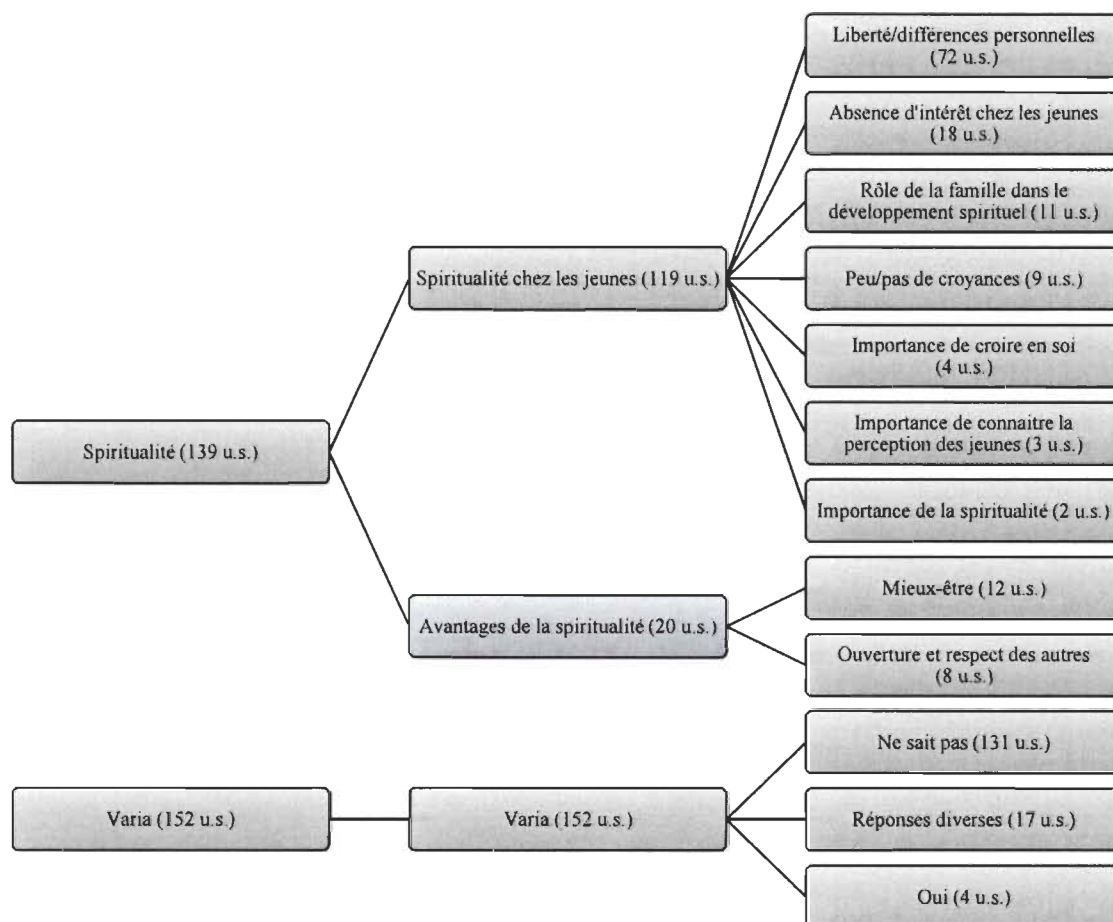 Liberté/différences personnelles
(72 u.s.)
Absence d'intérêt chez les jeunes
(18 u.s.)
Rôle de la famille dans le
développement spirituel (11 u.s.)
Spiritualité chez les jeunes (119 u.s.)
Peu/pas de croyances (9 u.s.)
Importance de croire en soi
(4 u.s.)
Importance de connaitre la
perception des jeunes (3 u.s.)
Spiritualité (139 u.s.)
Importance de la spiritualité (2 u.s.)
Mieux-être (12 u.s.)
Avantages de la spiritualité (20 u.s.)
Ouverture et respect des autres
(8 u.s.)
Ne sait pas (131 u.s.)
Varia (152 u.s.)
Varia (152 u.s.)
Réponses diverses (17 u.s.)
Oui (4 u.s.)